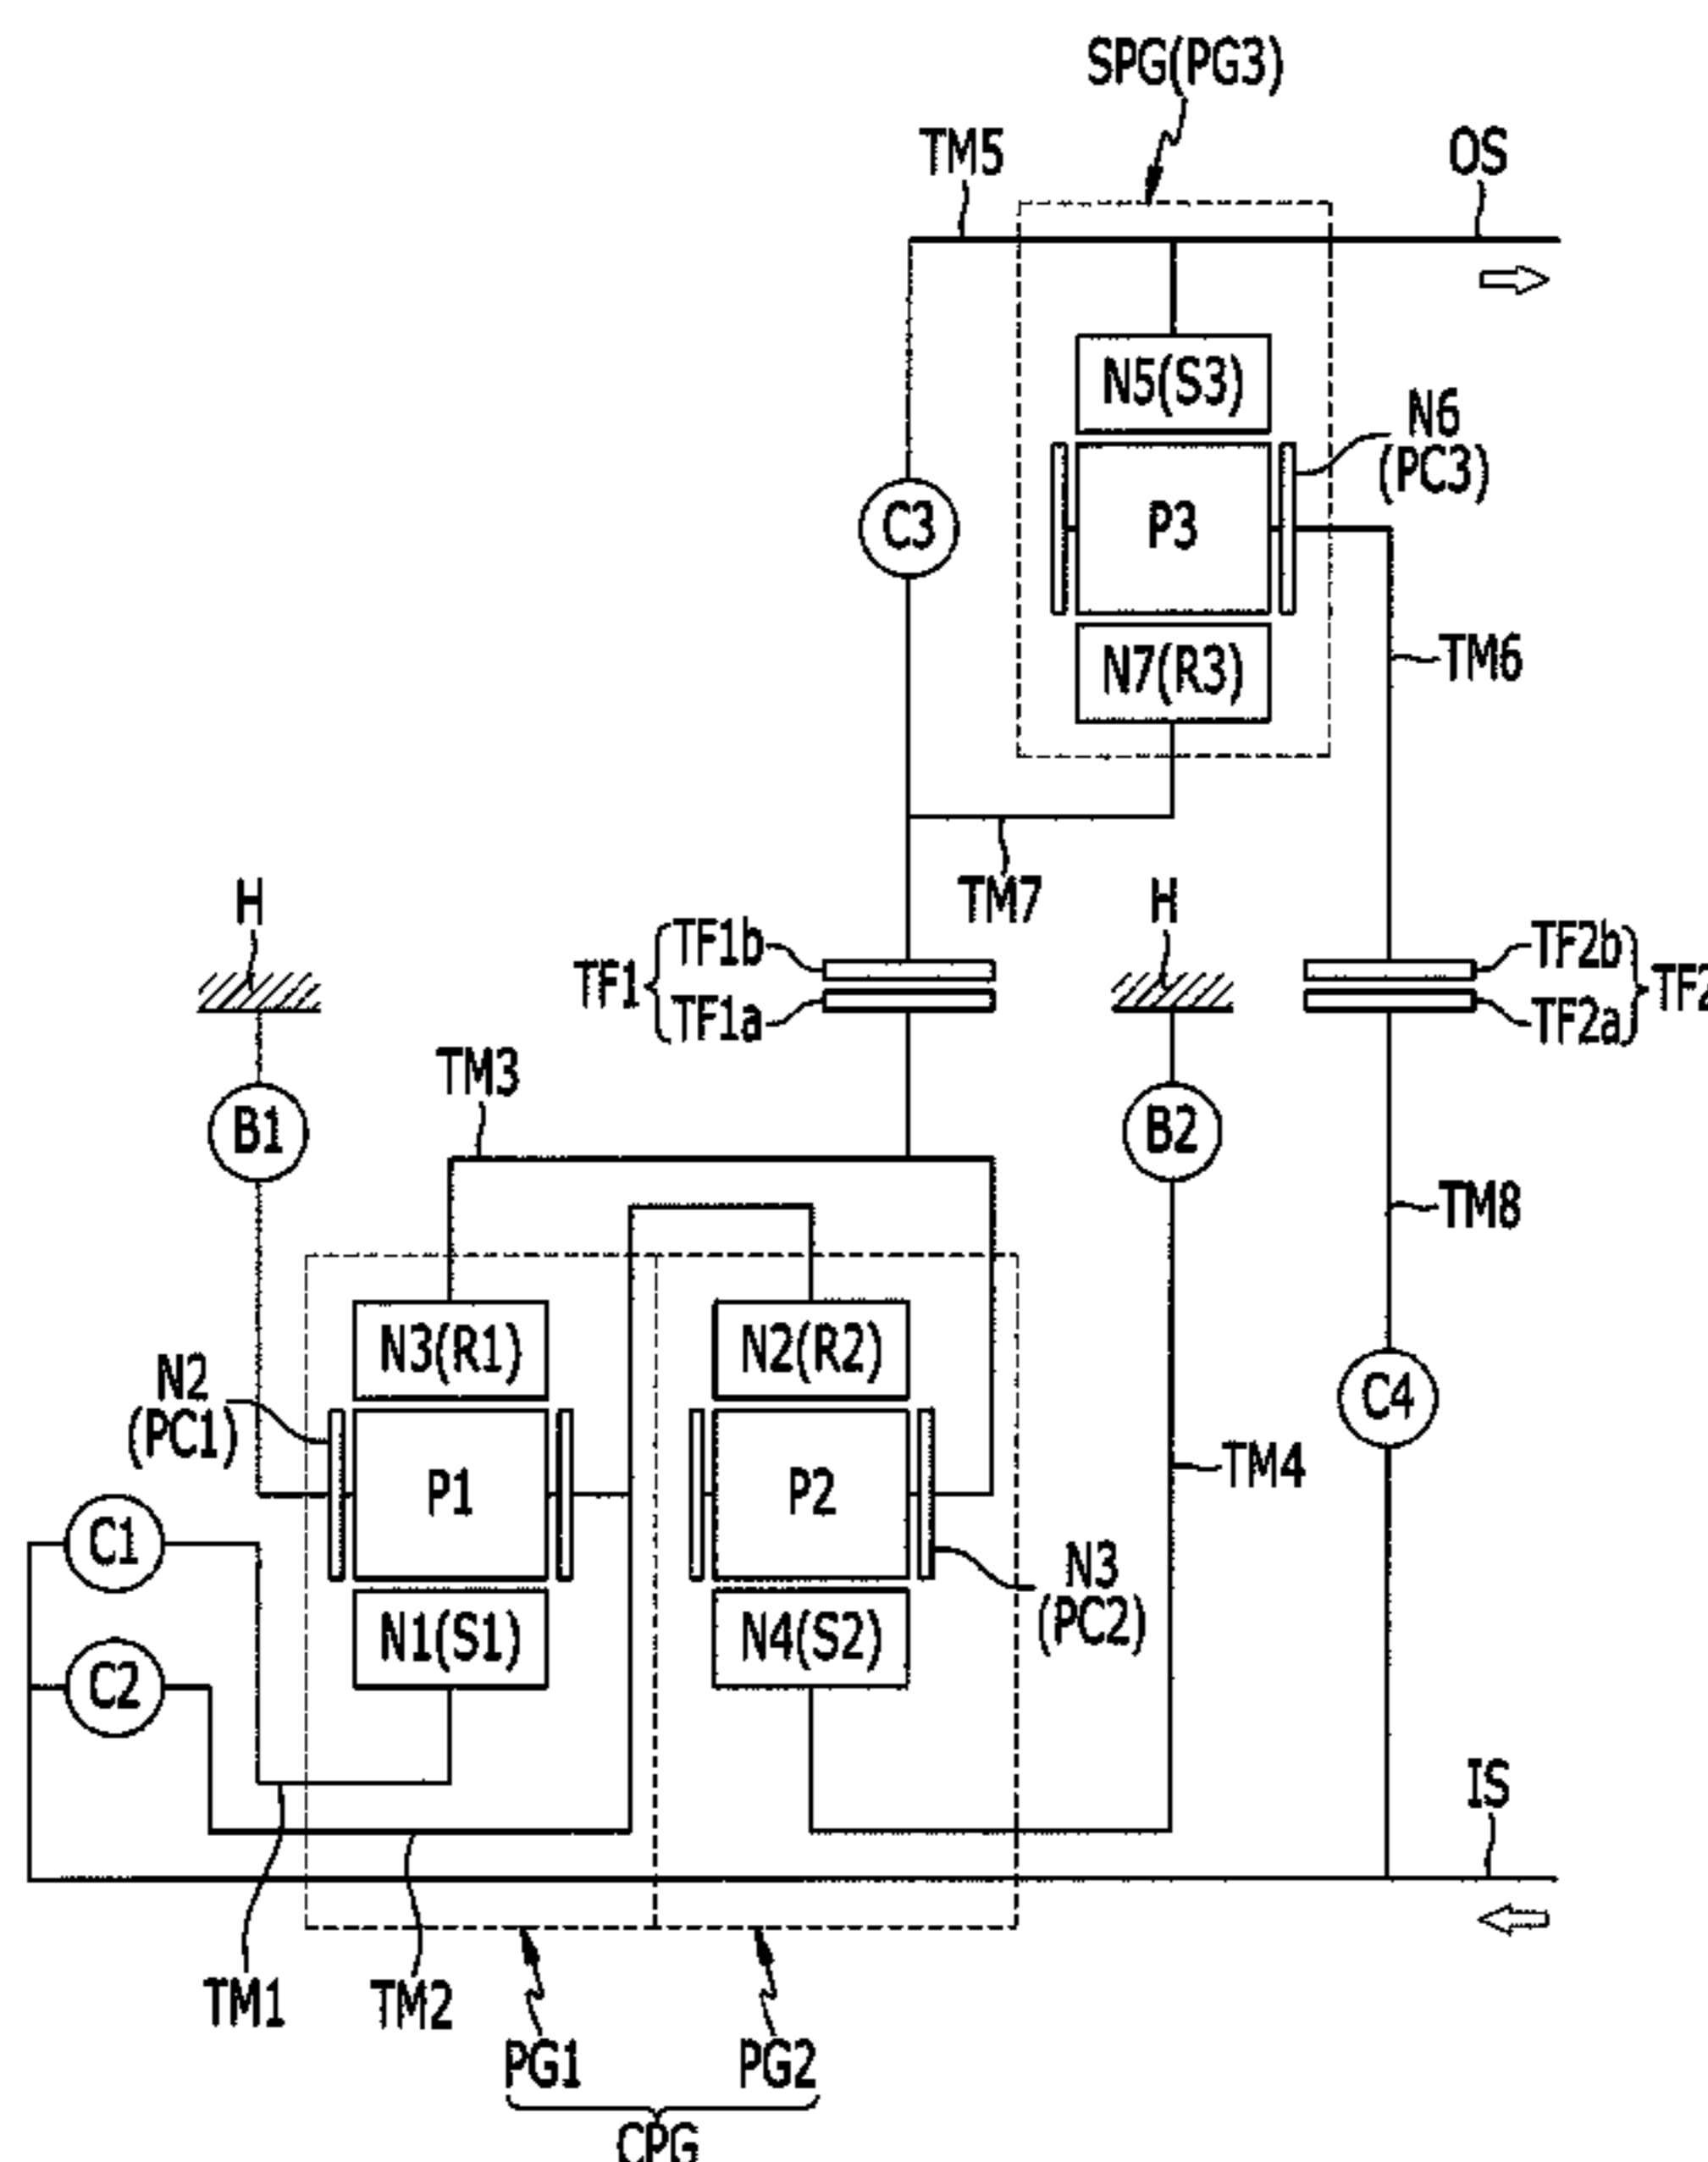 SPG(PG3)
TM5
OS
N5(S3)
N6
(PC3)
C3
P3
N7(R3)
TM6
TM7
H
H
TF1
TF1b
TF1a
TF2b
TF2a
TF2
TM3
B1
B2
TM8
N3(R1)
N2(R2)
N2
(PC1)
C4
P1
P2
TM4
C1
N3
(PC2)
N1(S1)
N4(S2)
C2
IS
TM1
TM2
PG1
PG2
CPG